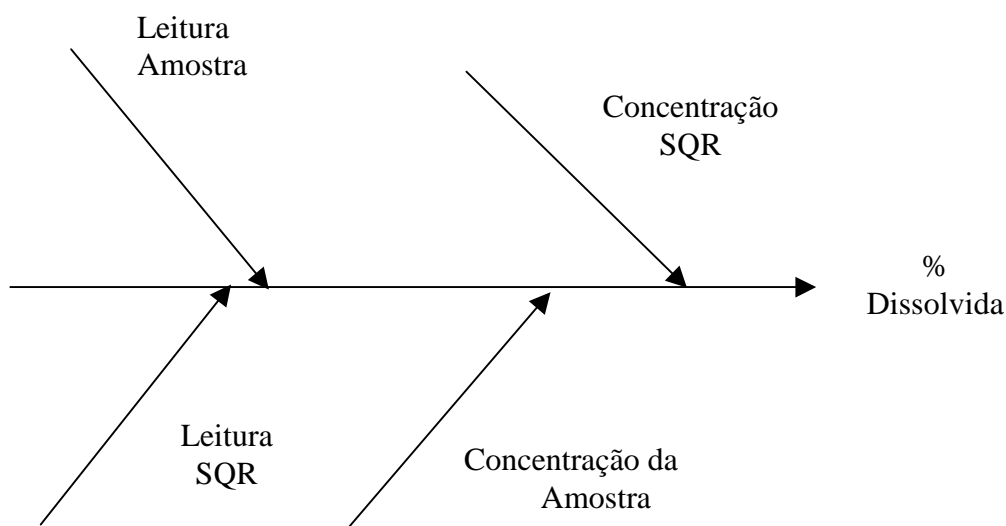 Leitura
Amostra
Concentração
SQR
%
Dissolvida
Leitura
SQR
Concentração da
Amostra